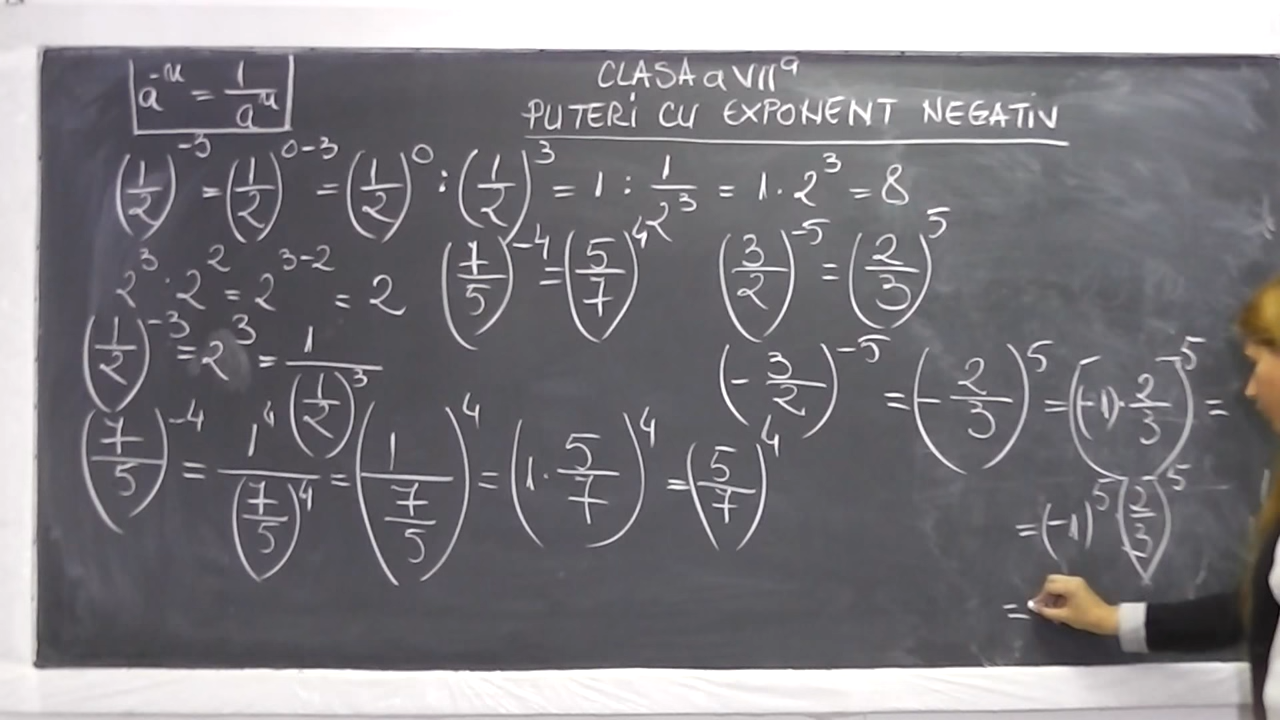 a⁻ⁿ = 1/aⁿ
CLASA a VII a
PUTERI CU EXPONENT NEGATIV
(1/2)⁻³ = (1/2)⁰⁻³ = (1/2)⁰ : (1/2)³ = 1 : 1/2³ = 1 · 2³ = 8
2³ · 2² = 2³⁻² = 2
(7/5)⁻⁴ = (5/7)⁴
(3/2)⁻⁵ = (2/3)⁵
(1/2)⁻³ = 2³ = 1/(1/2)³
(-3/2)⁻⁵ = (-2/3)⁵ = ((-1) · 2/3)⁵ =
(7/5)⁻⁴ = 1⁴/(7/5)⁴ = (1/(7/5))⁴ = (1 · 5/7)⁴ = (5/7)⁴
= (-1)⁵ (2/3)⁵
=